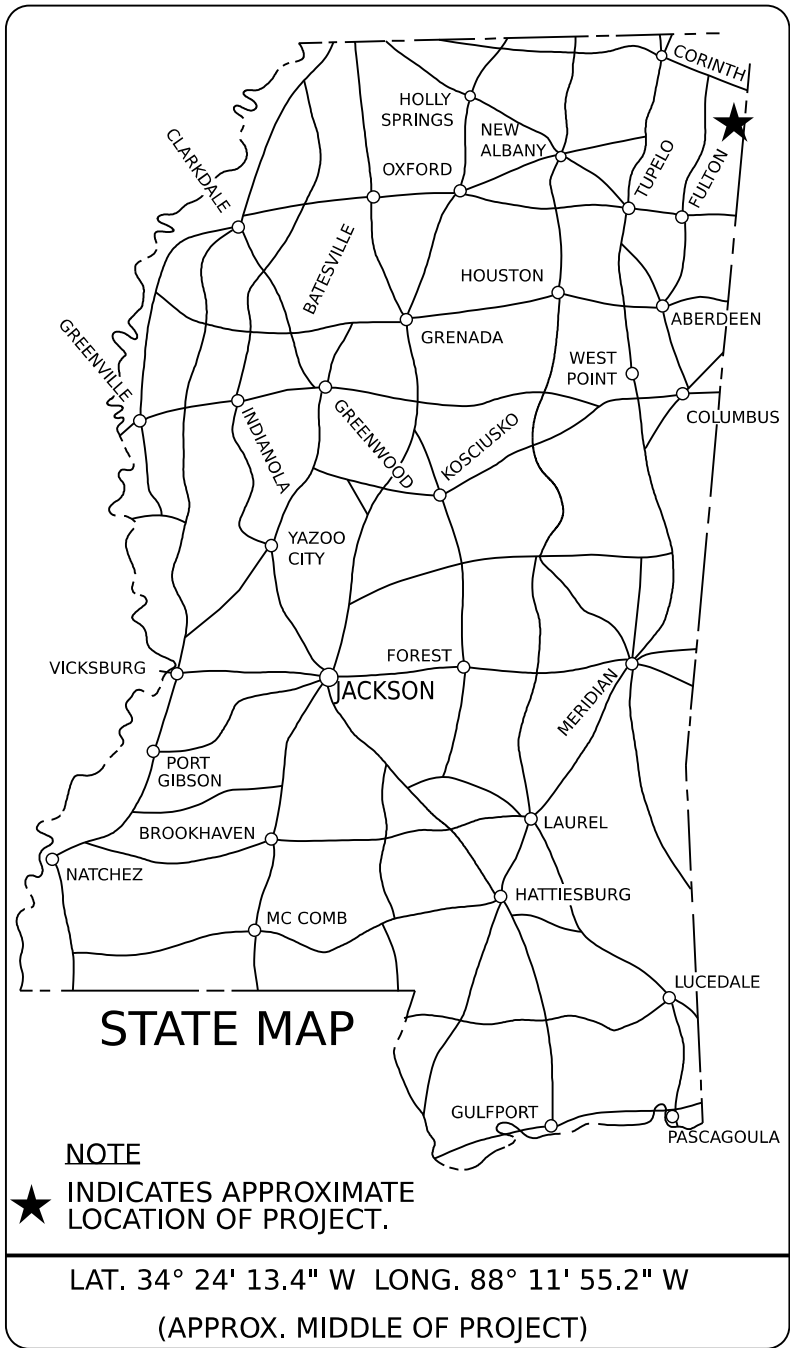 CORINTH
HOLLY
SPRINGS
NEW
ALBANY
CLARKDALE
OXFORD
TUPELO
FULTON
BATESVILLE
HOUSTON
ABERDEEN
GREENVILLE
GRENADA
WEST
POINT
COLUMBUS
INDIANOLA
GREENWOOD
KOSCIUSKO
YAZOO
CITY
VICKSBURG
FOREST
JACKSON
MERIDIAN
PORT
GIBSON
BROOKHAVEN
LAUREL
NATCHEZ
HATTIESBURG
MC COMB
LUCEDALE
STATE MAP
GULFPORT
PASCAGOULA
NOTE
INDICATES APPROXIMATE
LOCATION OF PROJECT.
LAT. 34° 24' 13.4" W LONG. 88° 11' 55.2" W
(APPROX. MIDDLE OF PROJECT)